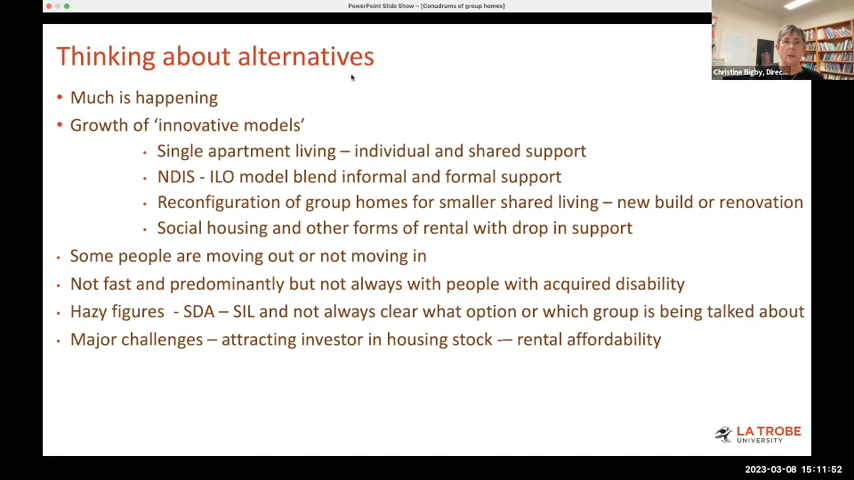 PowerPoint Slide Show – [Conudrums of group homes]
Thinking about alternatives
Christine Bigby, Direc...
• Much is happening
• Growth of ‘innovative models’
• Single apartment living – individual and shared support
• NDIS - ILO model blend informal and formal support
• Reconfiguration of group homes for smaller shared living – new build or renovation
• Social housing and other forms of rental with drop in support
• Some people are moving out or not moving in
• Not fast and predominantly but not always with people with acquired disability
• Hazy figures - SDA – SIL and not always clear what option or which group is being talked about
• Major challenges – attracting investor in housing stock -– rental affordability
LA TROBE
UNIVERSITY
2023-03-08 15:11:52